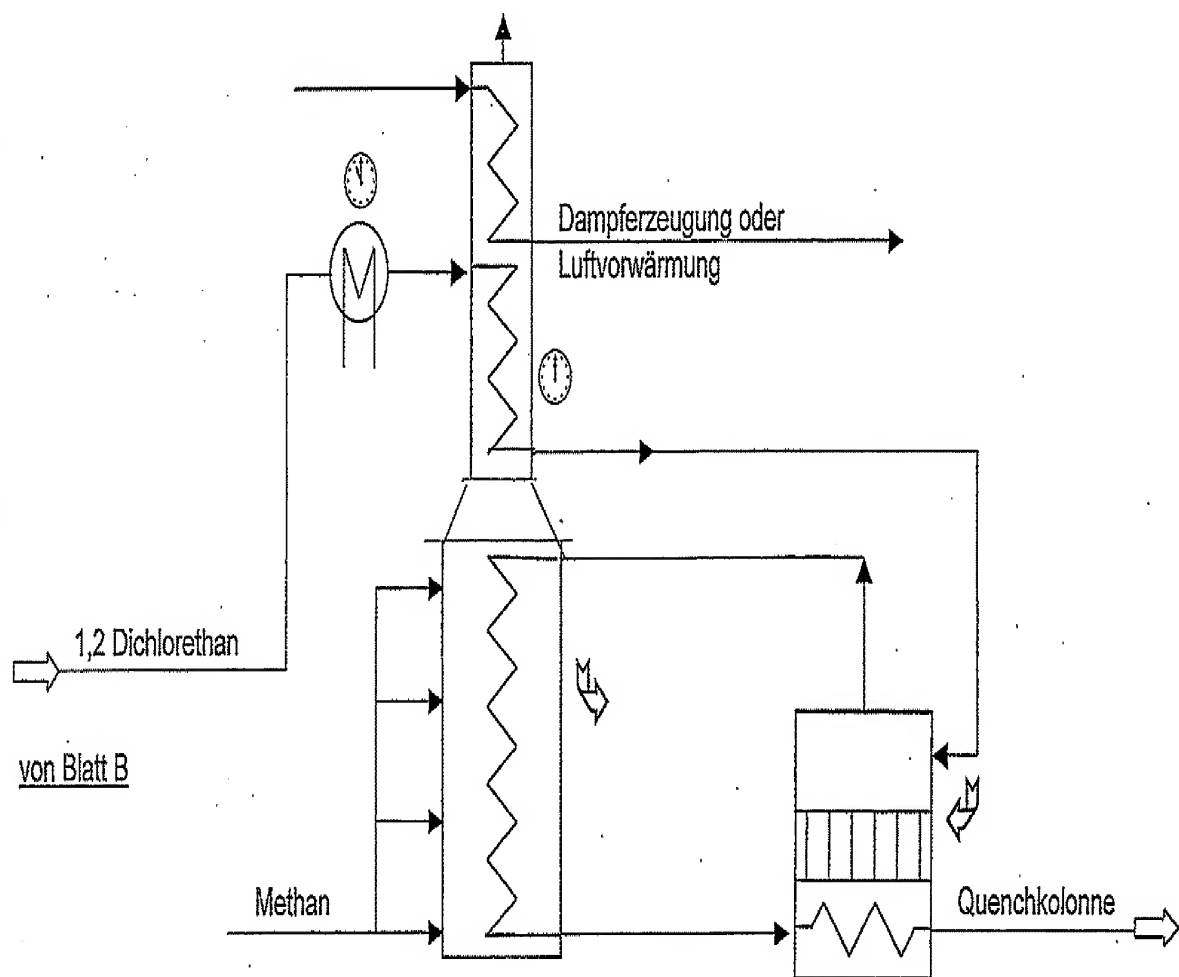 Dampferzeugung oder
Luftvorwärmung
1,2 Dichlorethan
von Blatt B
Methan
Quenchkolonne